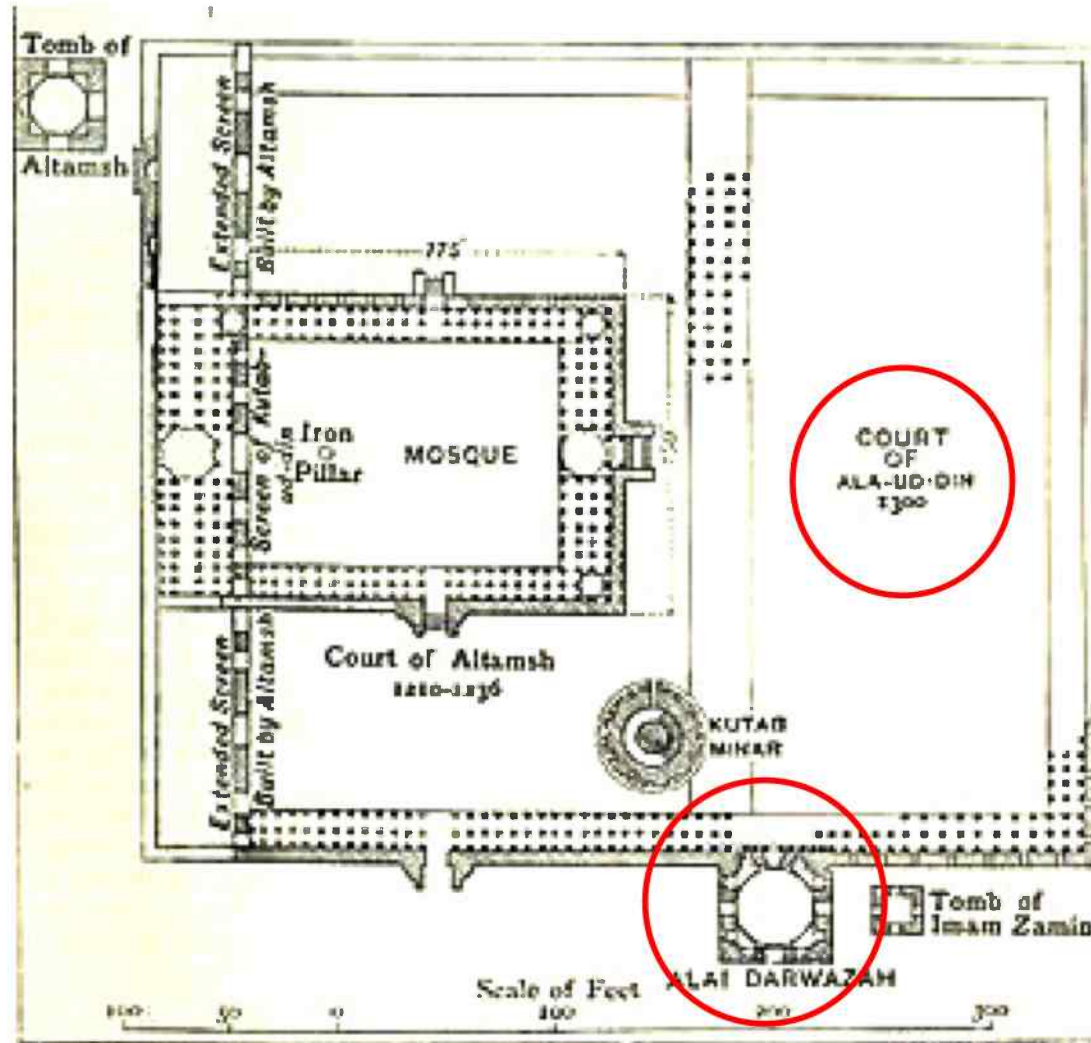 Tomb of
Altamsh
Extended Screen
Built by Altamsh
Screen of Kutab-
ud-din
Iron
Pillar
MOSQUE
COURT
OF
ALA-UD-DIN
1300
Extended Screen
Built by Altamsh
Court of Altamsh
1210-1236
KUTAB
MINAR
Tomb of
Imam Zamin
ALAI DARWAZAH
Scale of Feet
100 50 0 100 200 300